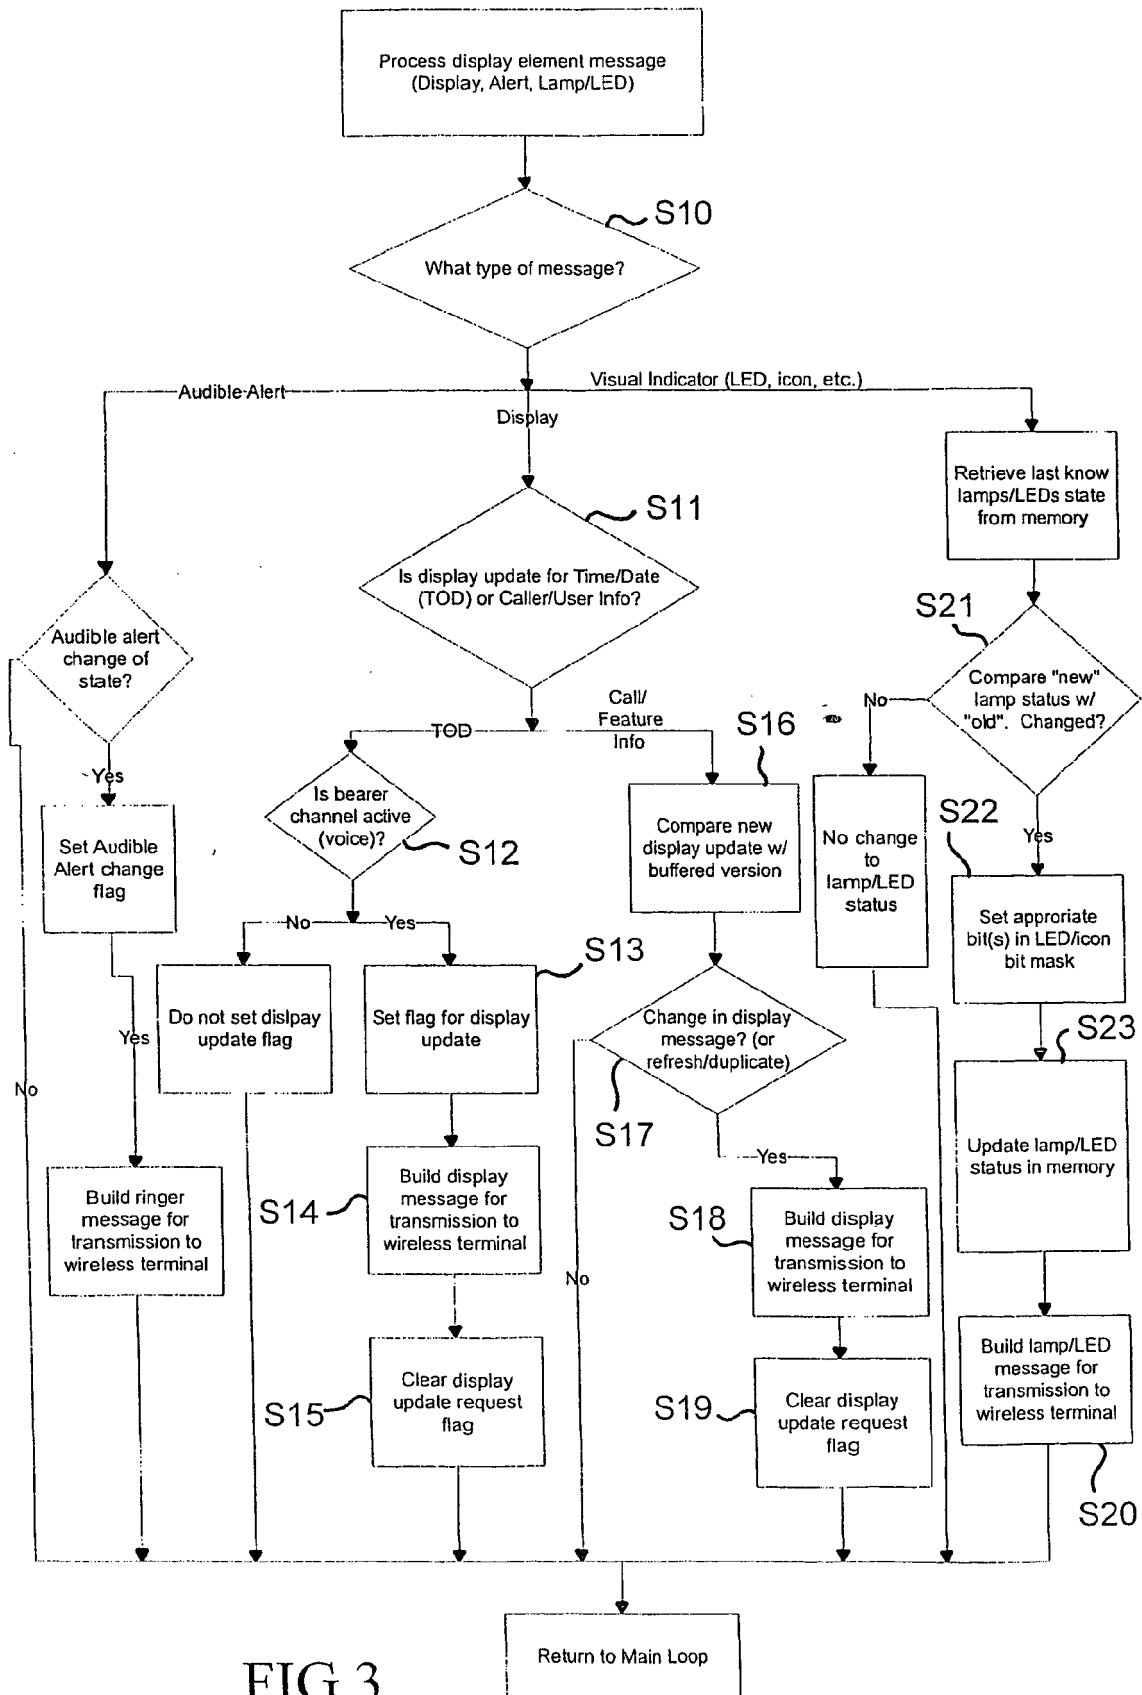 Process display element message
(Display, Alert, Lamp/LED)
S10
What type of message?
Audible Alert
Visual Indicator (LED, icon, etc.)
Display
Retrieve last know
lamps/LEDs state
from memory
S11
Is display update for Time/Date
(TOD) or Caller/User Info?
S21
Audible alert
change of
state?
Compare "new"
lamp status w/
"old". Changed?
No
Call/
Feature
Info
TOD
S16
Yes
Is bearer
channel active
(voice)?
S12
Compare new
display update w/
buffered version
No change
to
lamp/LED
status
S22
Yes
Set Audible
Alert change
flag
Set approriate
bit(s) in LED/icon
bit mask
No
Yes
S13
Do not set dislpay
update flag
Set flag for display
update
Change in display
message? (or
refresh/duplicate)
S17
S23
Yes
No
Update lamp/LED
status in memory
Yes
Build ringer
message for
transmission to
wireless terminal
S14
Build display
message for
transmission to
wireless terminal
S18
Build display
message for
transmission to
wireless terminal
No
Build lamp/LED
message for
transmission to
wireless terminal
S15
Clear display
update request
flag
S19
Clear display
update request
flag
S20
Return to Main Loop
FIG 3